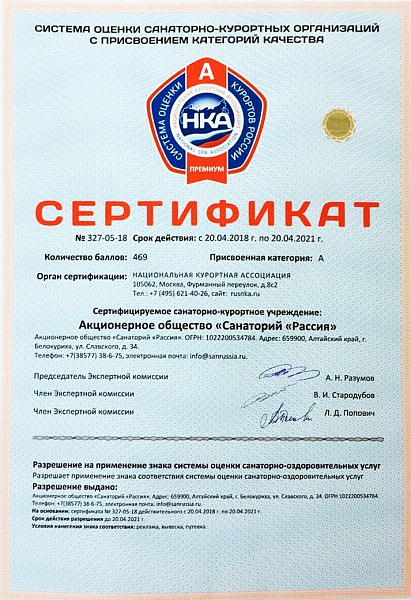 СИСТЕМА ОЦЕНКИ САНАТОРНО-КУРОРТНЫХ ОРГАНИЗАЦИЙ
С ПРИСВОЕНИЕМ КАТЕГОРИЙ КАЧЕСТВА
А
СИСТЕМА ОЦЕНКИ КУРОРТОВ РОССИИ
НКА
NATIONAL SPA ASSOCIATION
ПРЕМИУМ
СЕРТИФИКАТ
№ 327-05-18 Срок действия: с 20.04.2018 г. по 20.04.2021 г.
Количество баллов: 469 Присвоенная категория: А
Орган сертификации: НАЦИОНАЛЬНАЯ КУРОРТНАЯ АССОЦИАЦИЯ
105062, Москва, Фурманный переулок, д.8с2
Тел.: +7 (495) 621-40-26, сайт: rusnka.ru
Сертифицируемое санаторно-курортное учреждение:
Акционерное общество «Санаторий «Рассия»
Акционерное общество «Санаторий «Рассия». ОГРН: 1022200534784. Адрес: 659900, Алтайский край, г.
Белокуриха, ул. Славского, д. 34.
Телефон: +7(38577) 38-6-75, электронная почта: info@sanrussia.ru.
Председатель Экспертной комиссии А. Н. Разумов
Член Экспертной комиссии В. И. Стародубов
Член Экспертной комиссии Л. Д. Попович
Разрешение на применение знака системы оценки санаторно-оздоровительных услуг
Разрешает применение знака соответствия системы оценки санаторно-оздоровительных услуг
Разрешение выдано:
Акционерное общество «Санаторий «Рассия», Адрес: 659900, Алтайский край, г. Белокуриха, ул. Славского, д. 34, ОГРН 1022200534784.
Телефон: +7(38577) 38-6-75, электронная почта: info@sanrussia.ru
На основании: сертификата № 327-05-18 действительного с 20.04.2018 г. по 20.04.2021 г.
Срок действия разрешения до 20.04.2021 г.
Условия нанесения знака соответствия: реклама, вывеска, путевка.